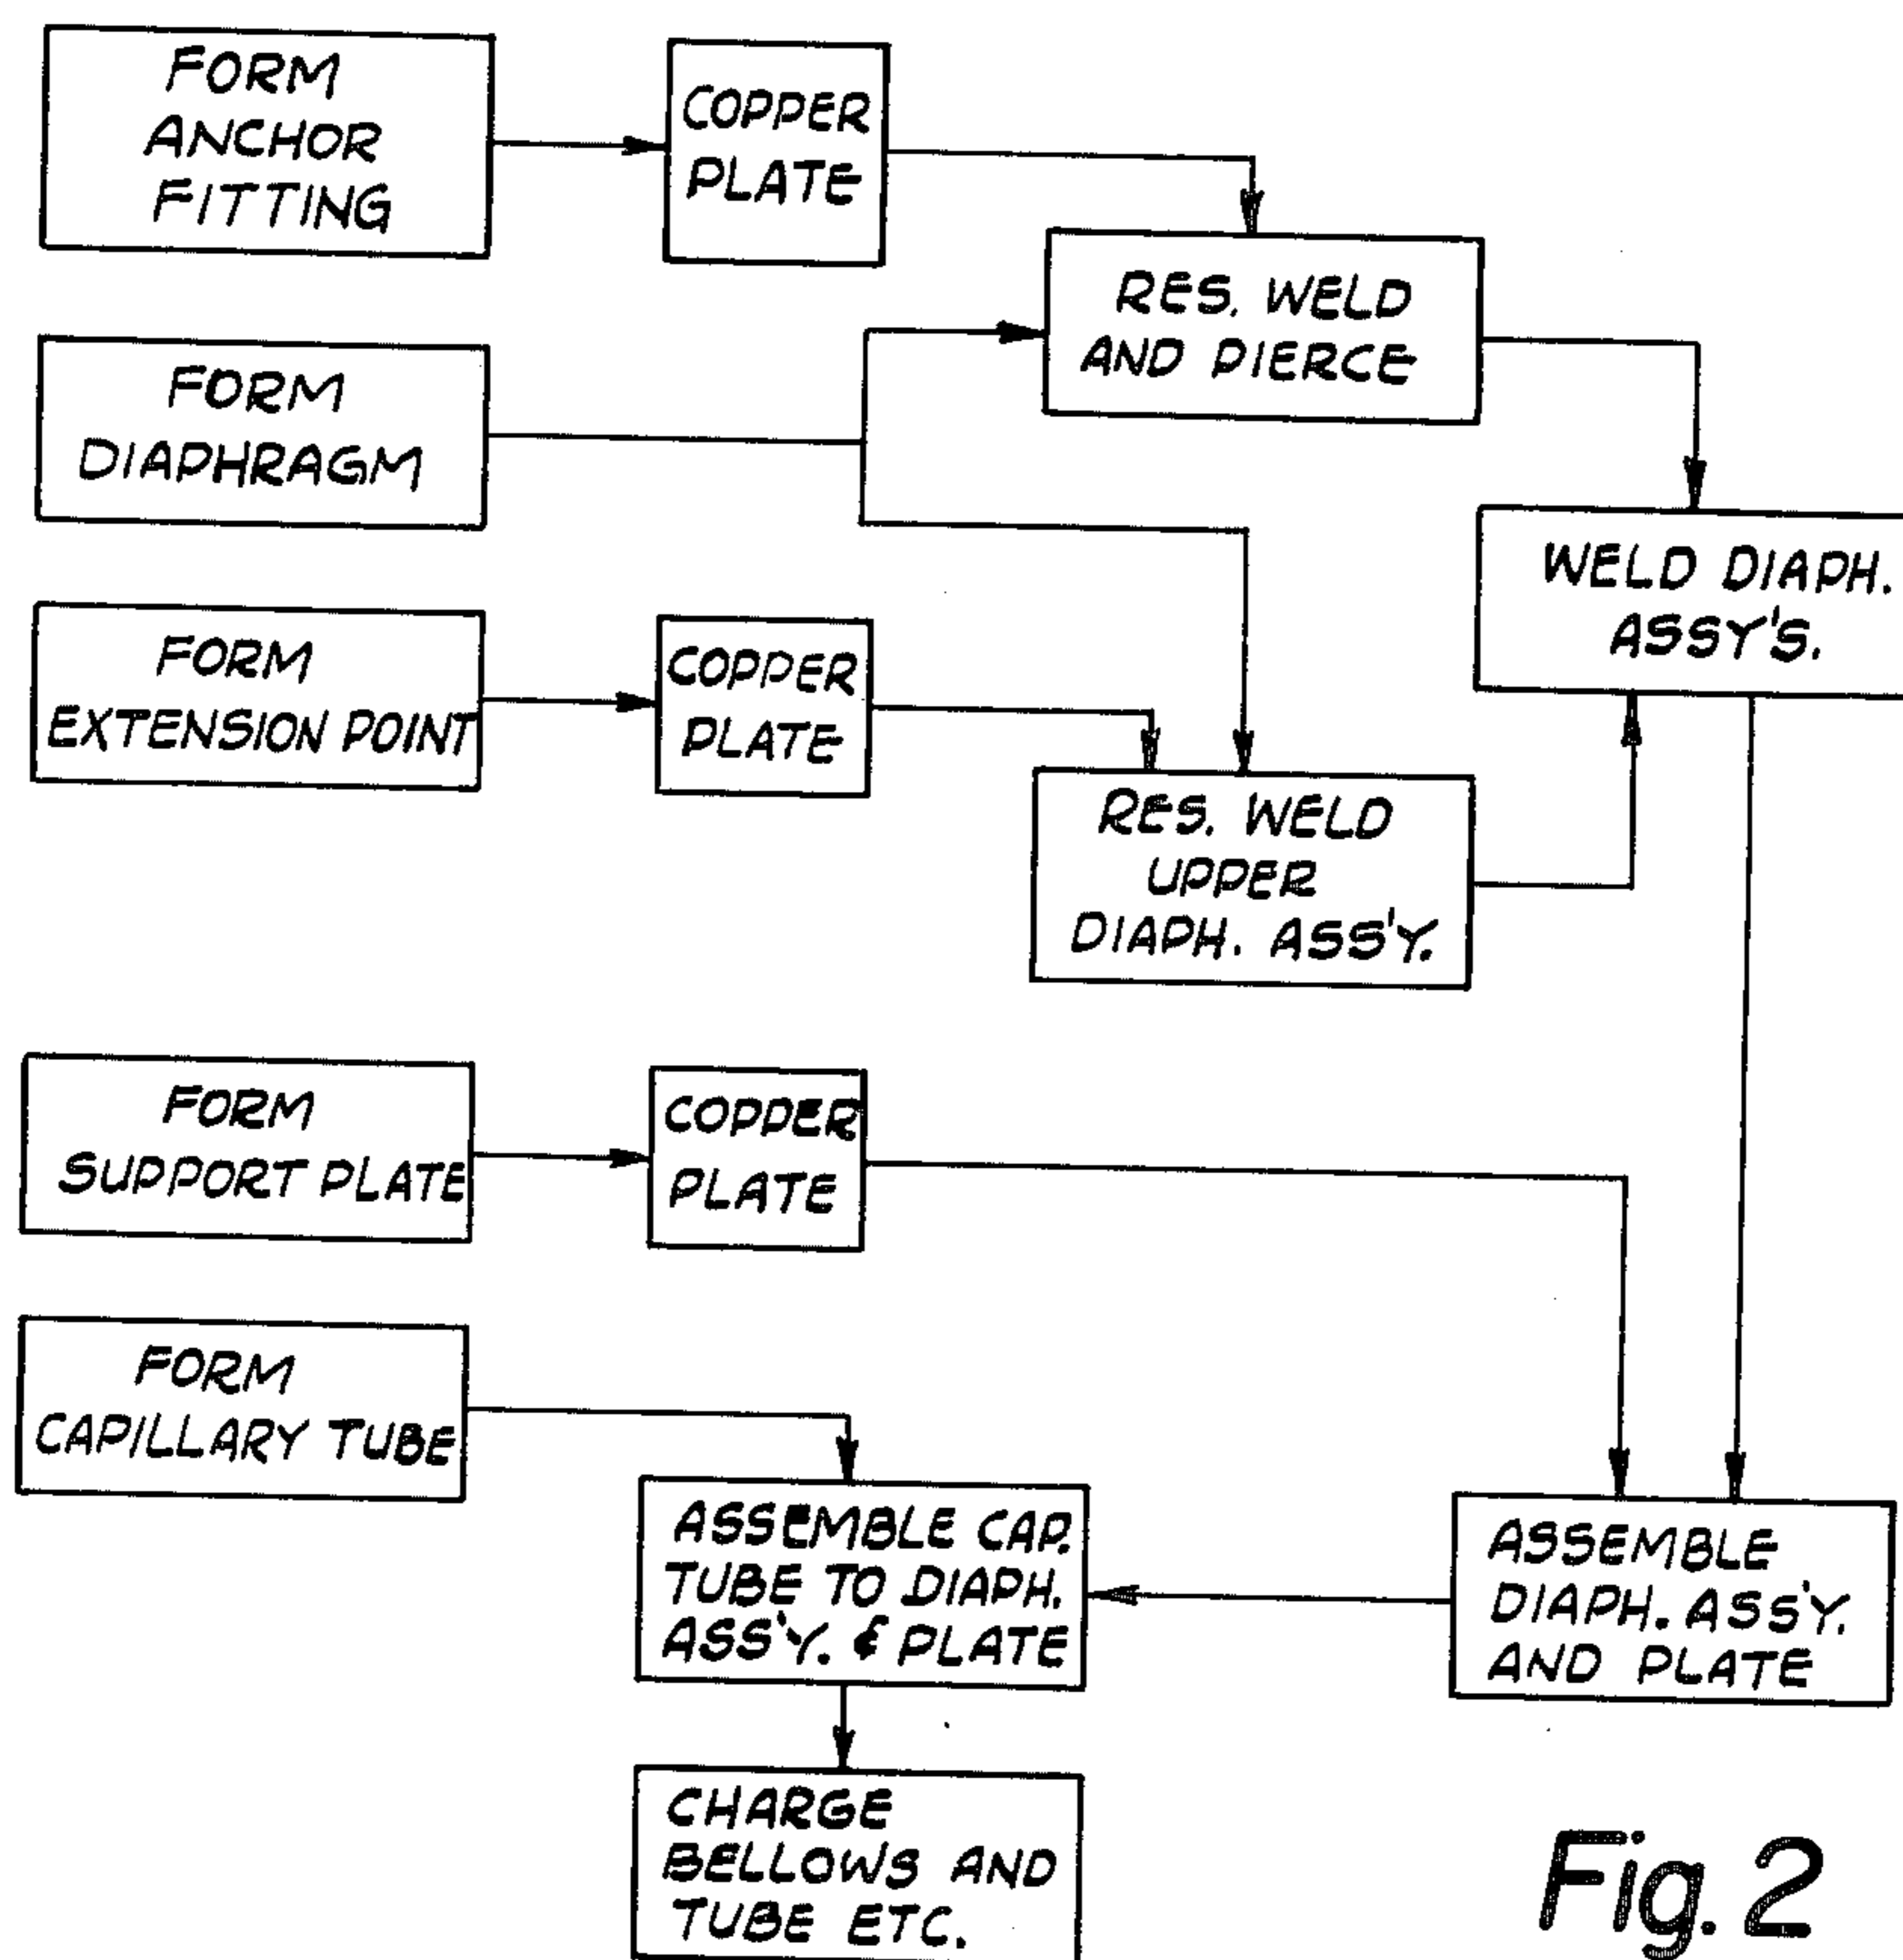 FORM
ANCHOR
FITTING
COPPER
PLATE
RES. WELD
AND PIERCE
FORM
DIAPHRAGM
WELD DIAPH.
ASSY'S.
FORM
EXTENSION POINT
COPPER
PLATE
RES. WELD
UPPER
DIAPH. ASS'Y.
FORM
SUPPORT PLATE
COPPER
PLATE
FORM
CAPILLARY TUBE
ASSEMBLE CAP.
TUBE TO DIAPH.
ASS'Y. & PLATE
ASSEMBLE
DIAPH. ASS'Y.
AND PLATE
CHARGE
BELLOWS AND
TUBE ETC.
Fig. 2